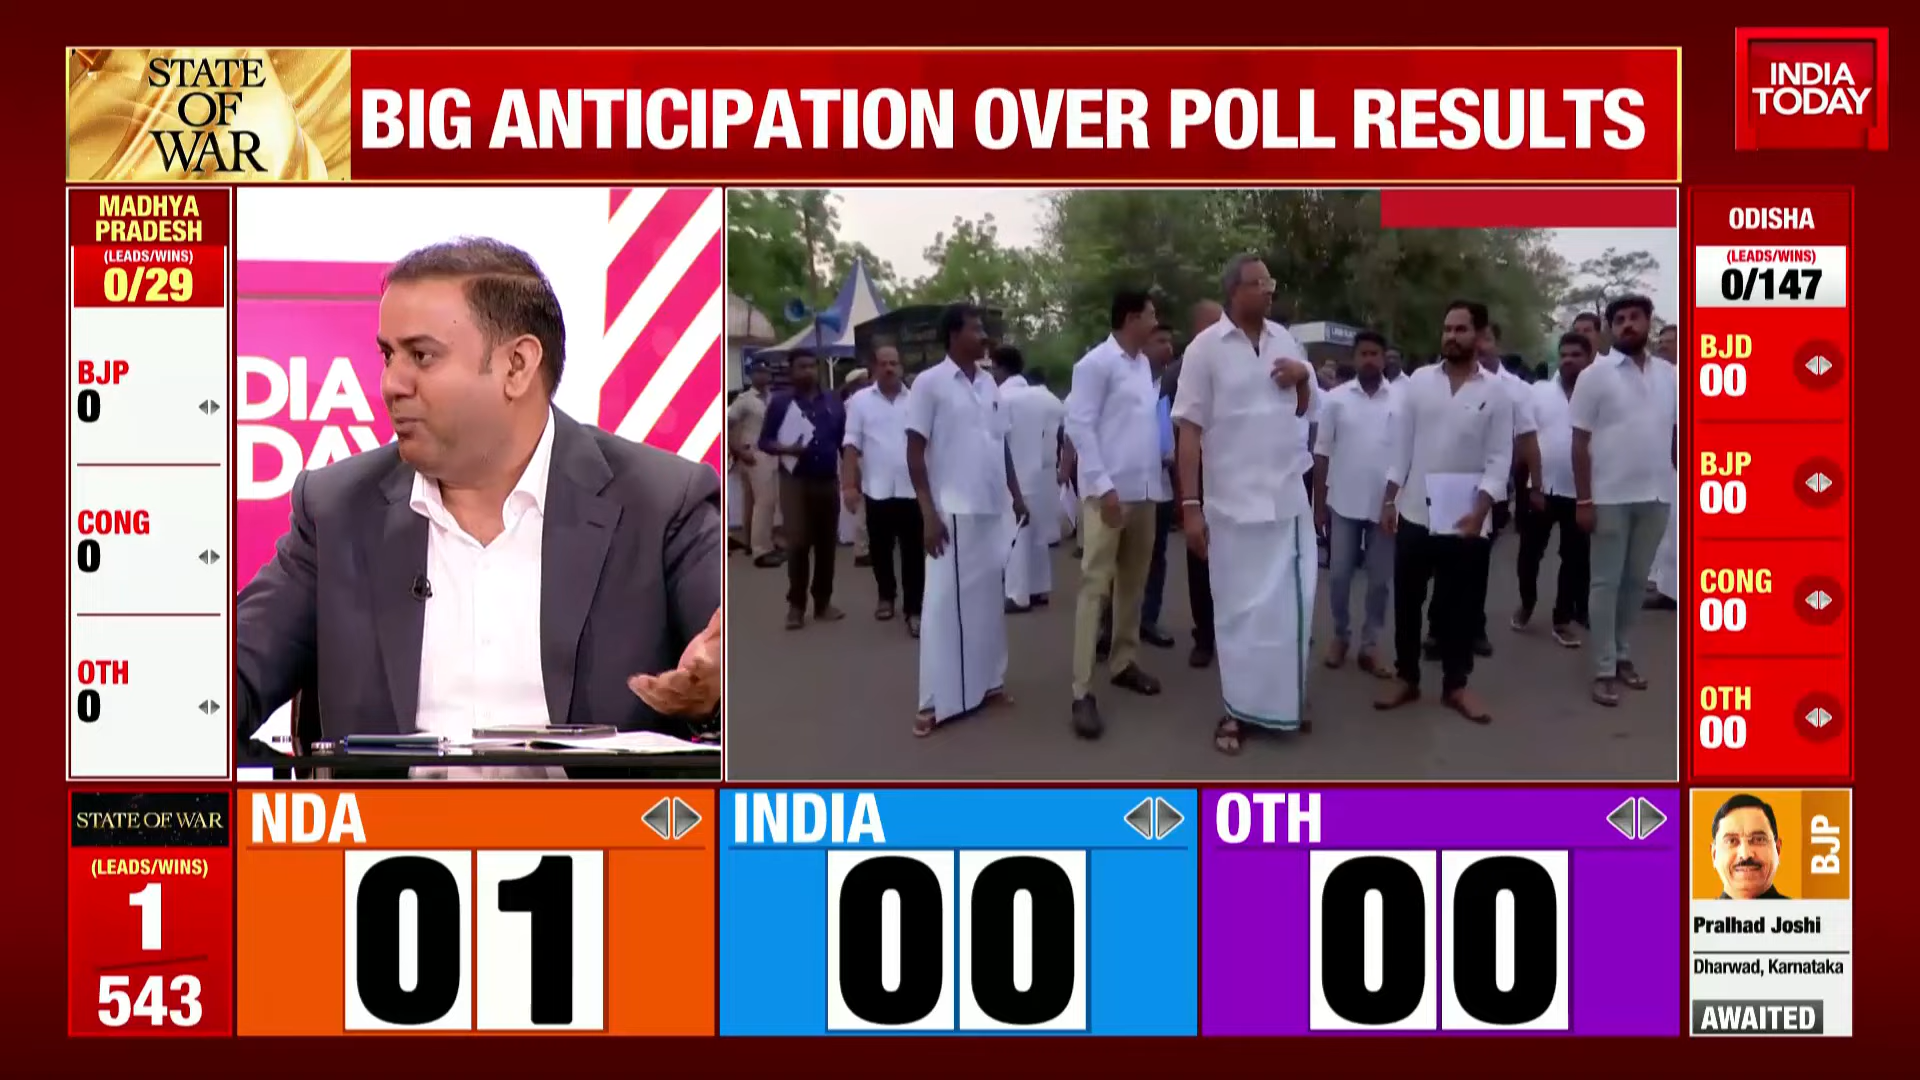 STATE
OF
WAR
BIG ANTICIPATION OVER POLL RESULTS
INDIA
TODAY
MADHYA
PRADESH
(LEADS/WINS)
0/29
BJP
0
CONG
0
OTH
0
DIA
DAY
ODISHA
(LEADS/WINS)
0/147
BJD
00
BJP
00
CONG
00
OTH
00
STATE OF WAR
(LEADS/WINS)
1
543
NDA
01
INDIA
00
OTH
00
BJP
Pralhad Joshi
Dharwad, Karnataka
AWAITED